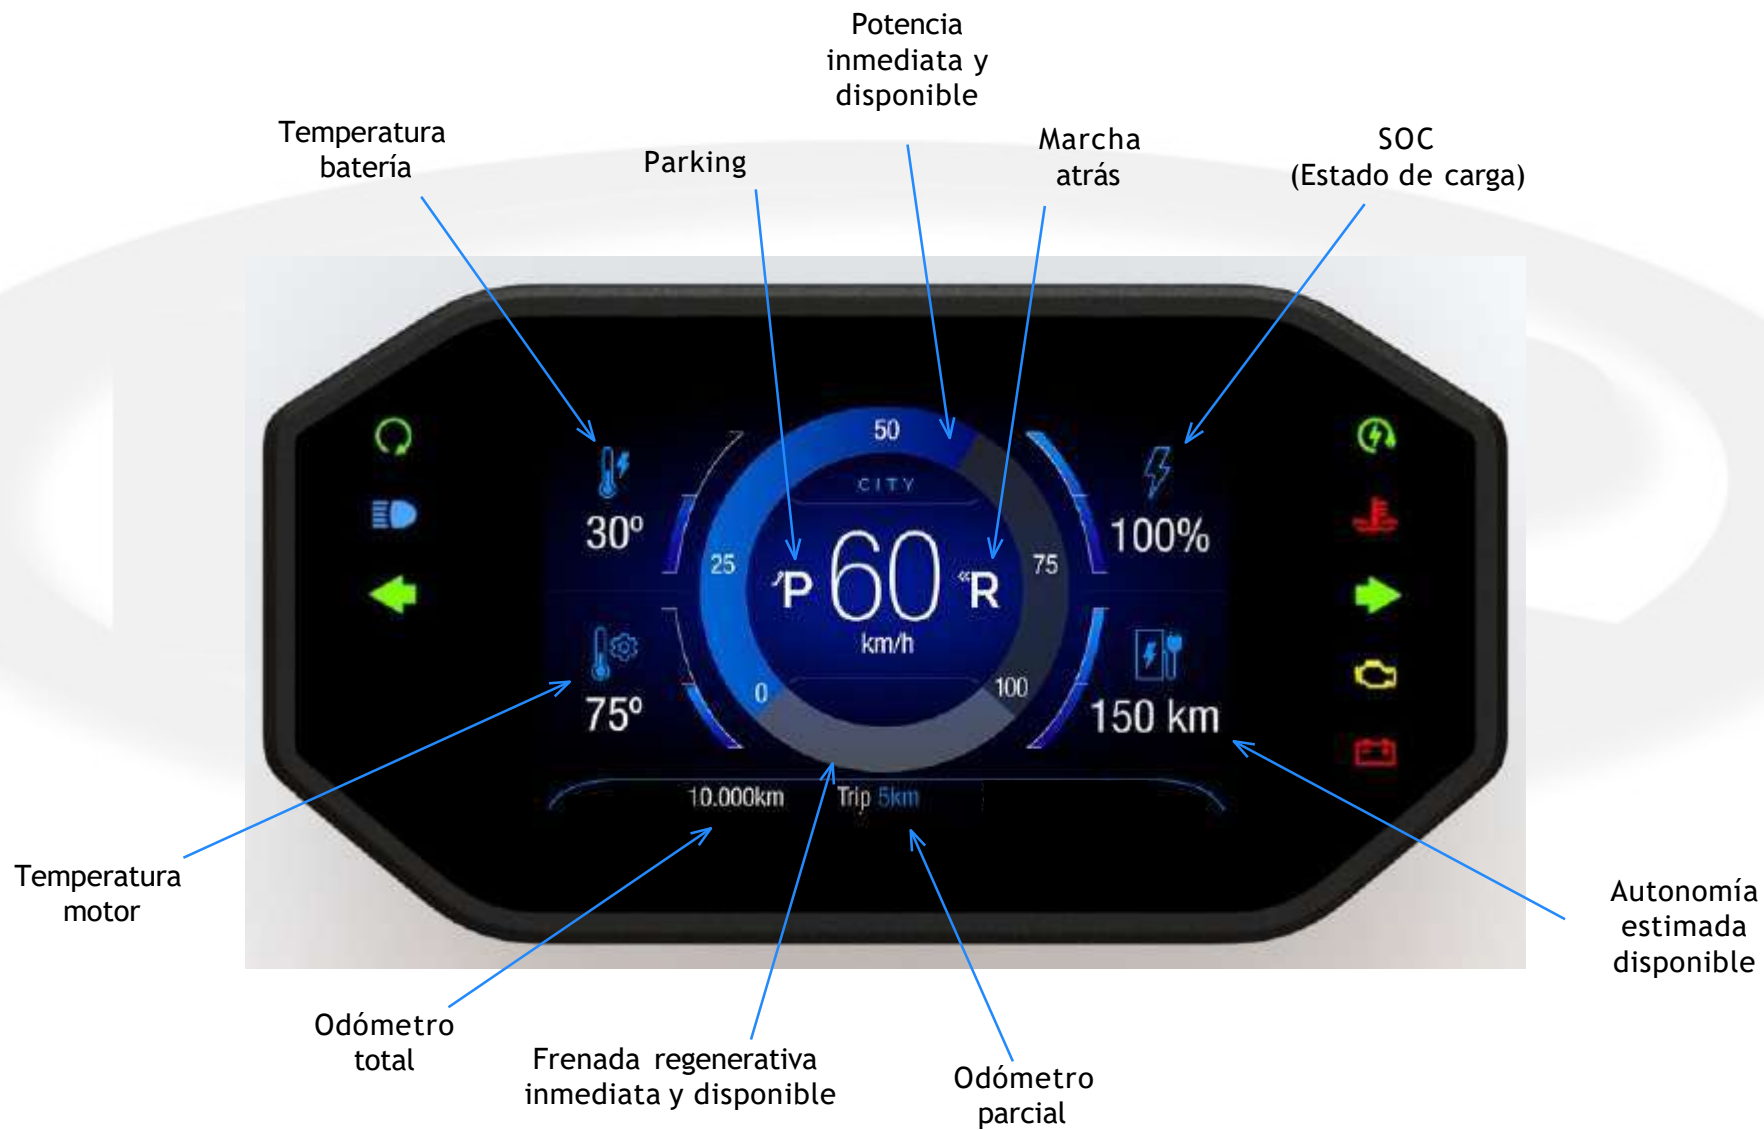 Potencia
inmediata y
disponible
Temperatura
batería
Parking
Marcha
atrás
SOC
(Estado de carga)
50
CITY
30º
100%
25
75
P
60
R
km/h
0
100
75º
150 km
10.000km
Trip 5km
Temperatura
motor
Autonomía
estimada
disponible
Odómetro
total
Frenada regenerativa
inmediata y disponible
Odómetro
parcial